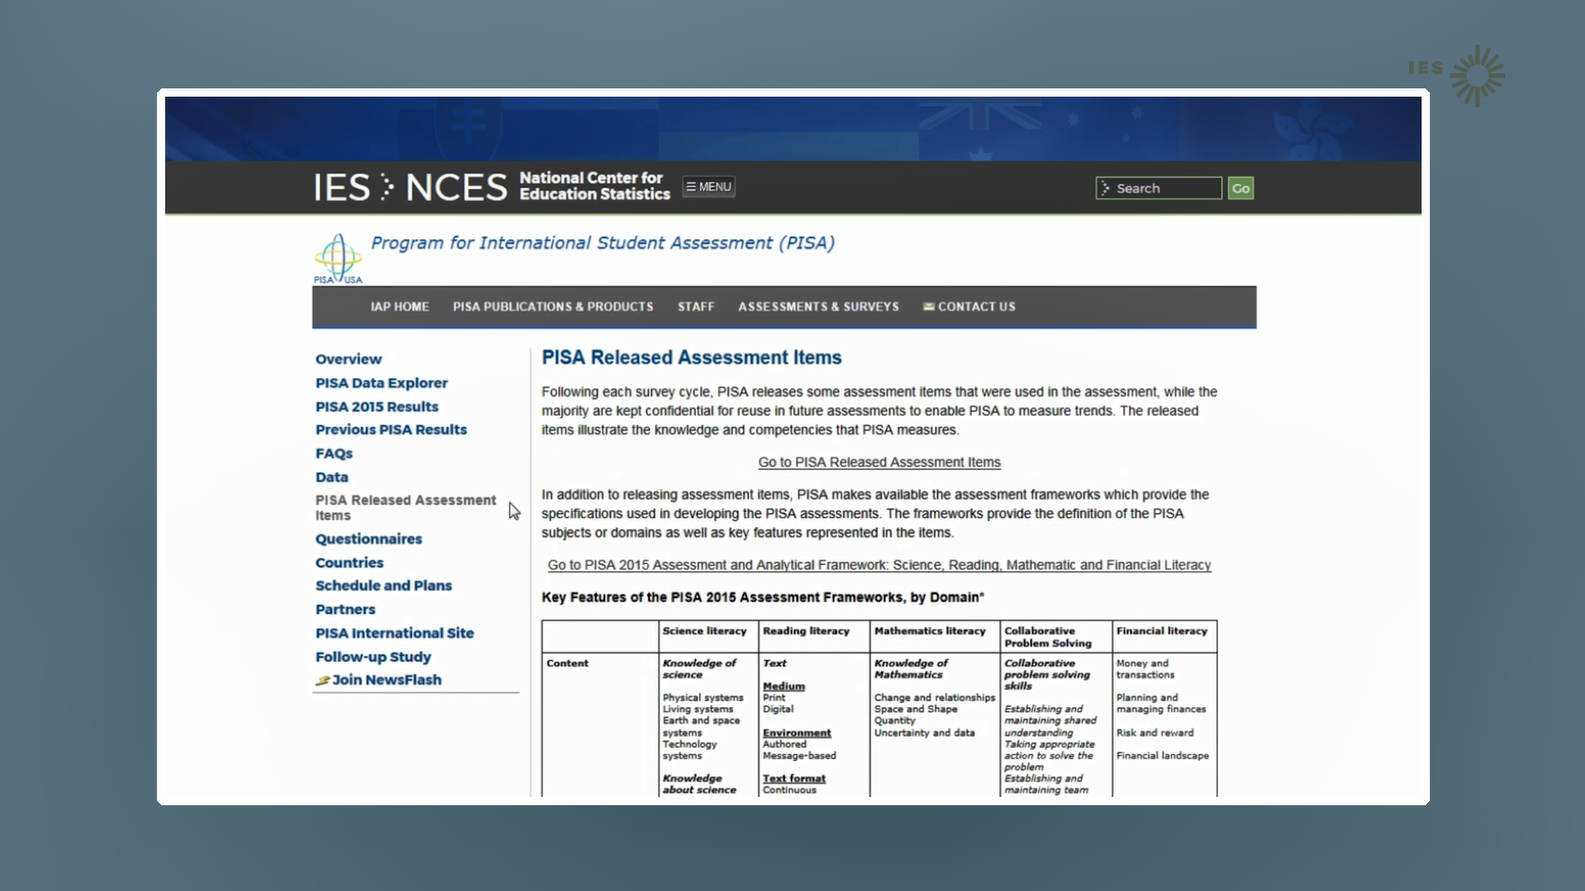 IES
IES NCES National Center for
Education Statistics
MENU
Search
Go
PISA USA
Program for International Student Assessment (PISA)
IAP HOME PISA PUBLICATIONS & PRODUCTS STAFF ASSESSMENTS & SURVEYS CONTACT US
Overview
PISA Data Explorer
PISA 2015 Results
Previous PISA Results
FAQs
Data
PISA Released Assessment
Items
Questionnaires
Countries
Schedule and Plans
Partners
PISA International Site
Follow-up Study
Join NewsFlash
PISA Released Assessment Items
Following each survey cycle, PISA releases some assessment items that were used in the assessment, while the
majority are kept confidential for reuse in future assessments to enable PISA to measure trends. The released
items illustrate the knowledge and competencies that PISA measures.
Go to PISA Released Assessment Items
In addition to releasing assessment items, PISA makes available the assessment frameworks which provide the
specifications used in developing the PISA assessments. The frameworks provide the definition of the PISA
subjects or domains as well as key features represented in the items.
Go to PISA 2015 Assessment and Analytical Framework: Science, Reading, Mathematic and Financial Literacy
Key Features of the PISA 2015 Assessment Frameworks, by Domain*
Science literacy
Reading literacy
Mathematics literacy
Collaborative
Problem Solving
Financial literacy
Content
Knowledge of
science
Physical systems
Living systems
Earth and space
systems
Technology
systems
Knowledge
about science
Text
Medium
Print
Digital
Environment
Authored
Message-based
Text format
Continuous
Knowledge of
Mathematics
Change and relationships
Space and Shape
Quantity
Uncertainty and data
Collaborative
problem solving
skills
Establishing and
maintaining shared
understanding
Taking appropriate
action to solve the
problem
Establishing and
maintaining team
Money and
transactions
Planning and
managing finances
Risk and reward
Financial landscape